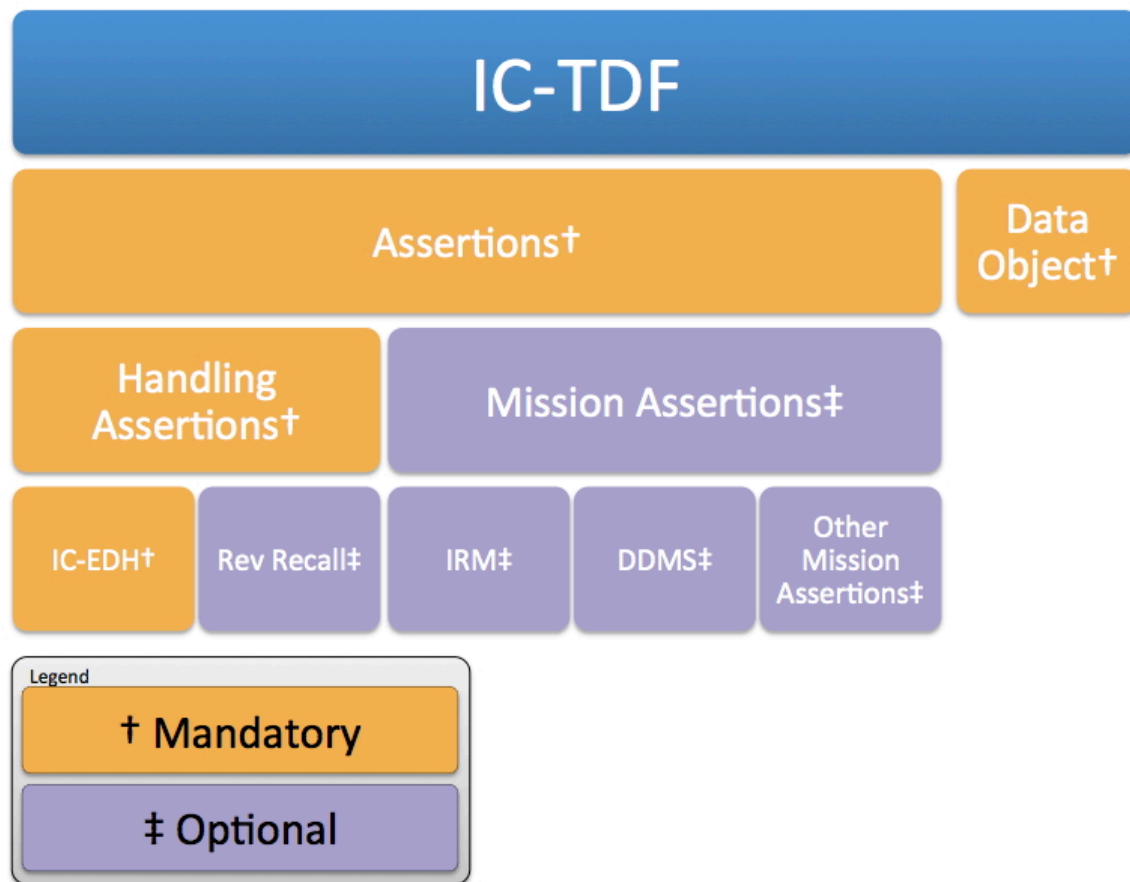 IC-TDF
Assertions†
Data
Object†
Handling
Assertions†
Mission Assertions‡
IC-EDH†
Rev Recall‡
IRM‡
DDMS‡
Other
Mission
Assertions‡
Legend
† Mandatory
‡ Optional